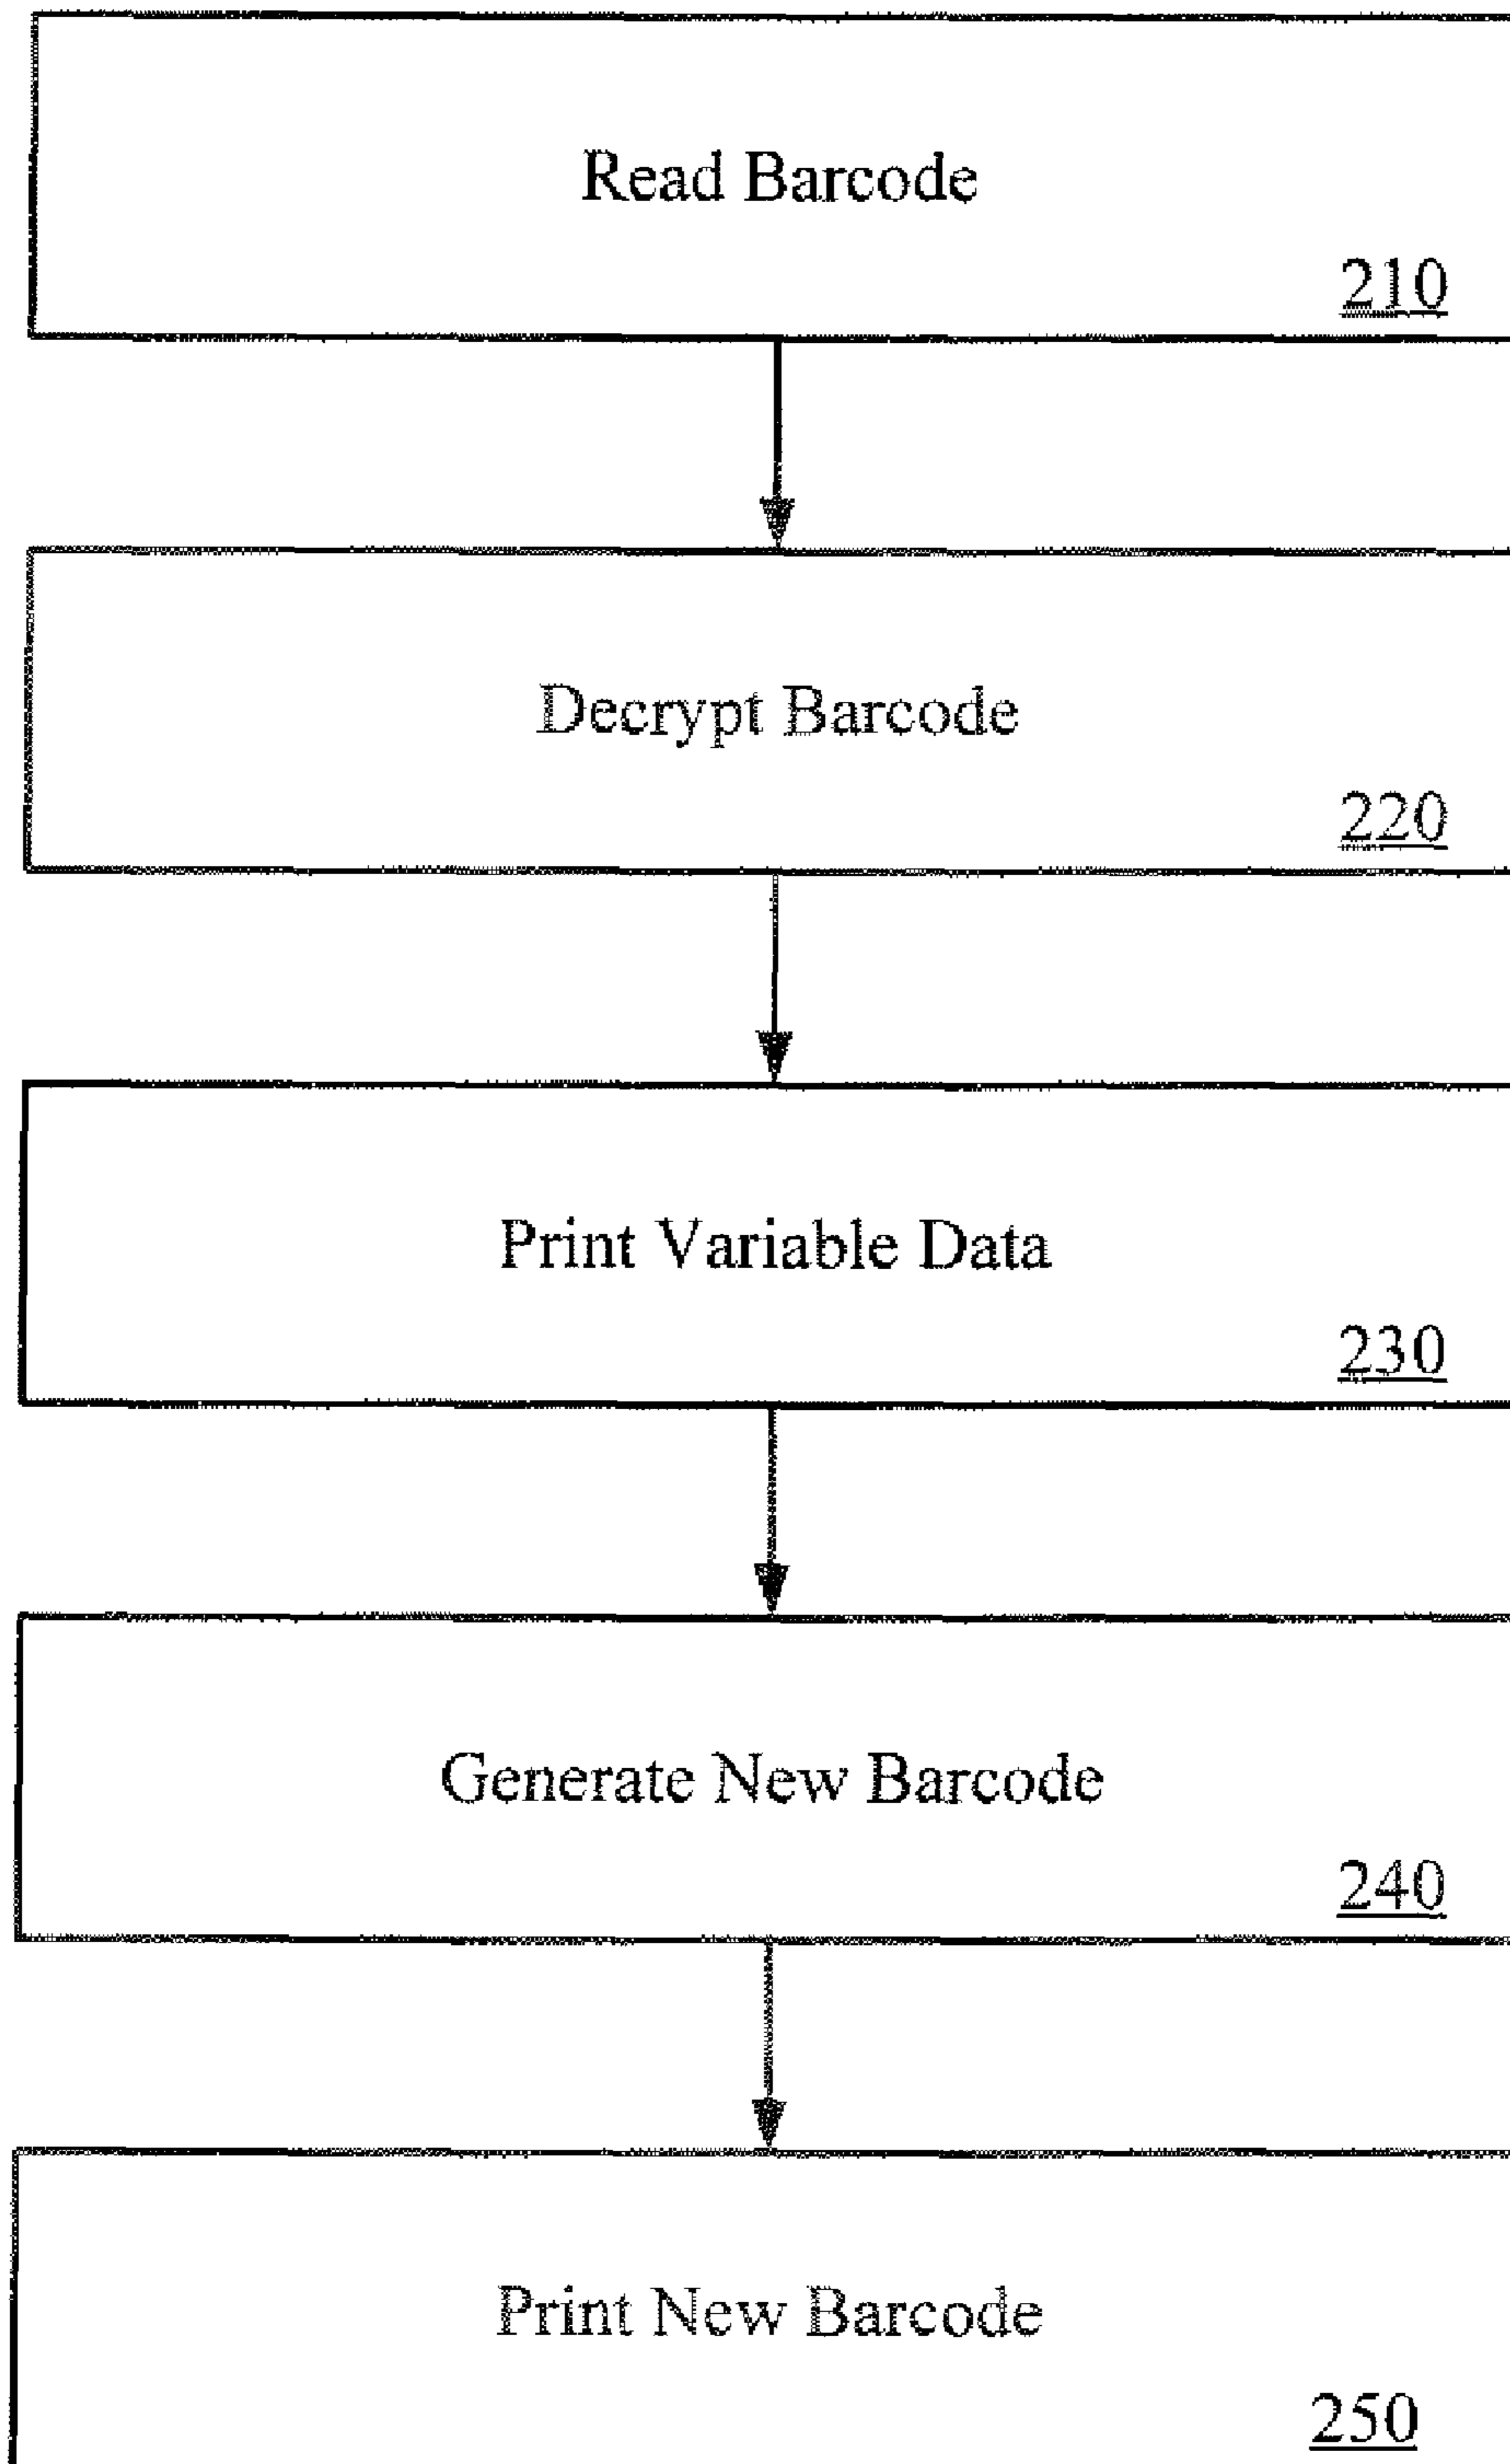 Read Barcode
210
Decrypt Barcode
220
Print Variable Data
230
Generate New Barcode
240
Print New Barcode
250